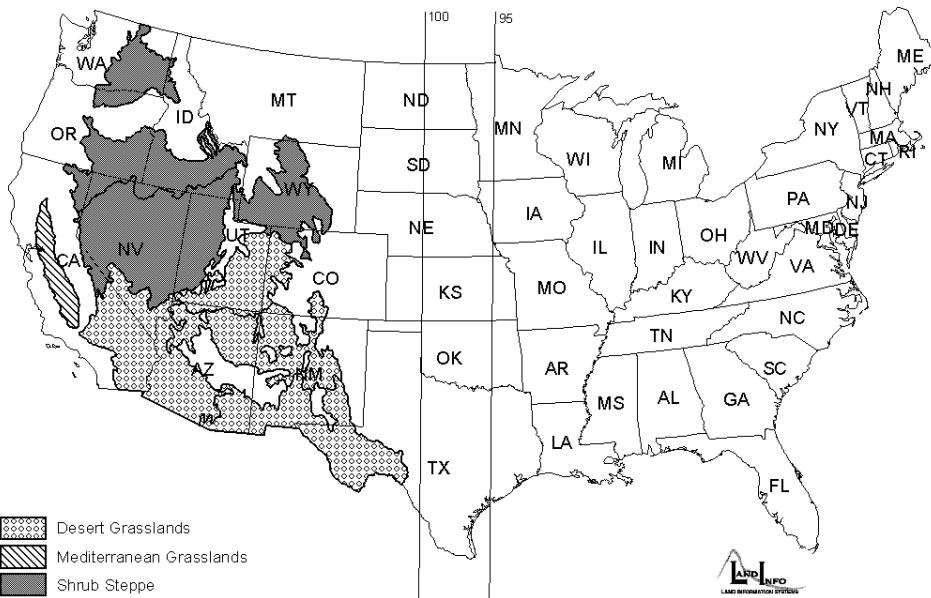 100 95
ME
WA
NH
MT ND VT
ID
OR MN NY MA
WI RI
SD MI CT
WY
PA
NJ
IA
NE OH MD DE
UT IL IN
NV WV
CA VA
CO
KS MO KY
NC
TN
OK
AZ NM AR SC
MS AL GA
LA
TX
FL
Desert Grasslands
Mediterranean Grasslands
Shrub Steppe
LAND INFO
LAND INFORMATION SYSTEMS